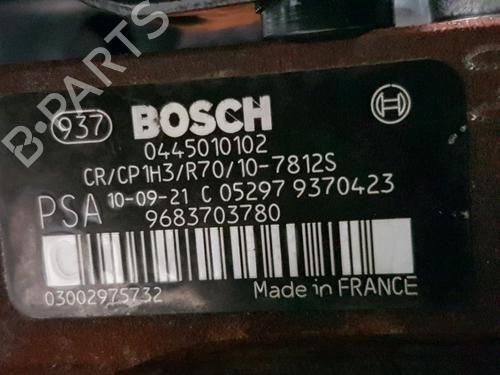 937 BOSCH
0445010102
CR/CP1H3/R70/10-7812S
PSA 10-09-21 C 05297 9370423
9683703780
03002975732 Made in FRANCE
B-PARTS